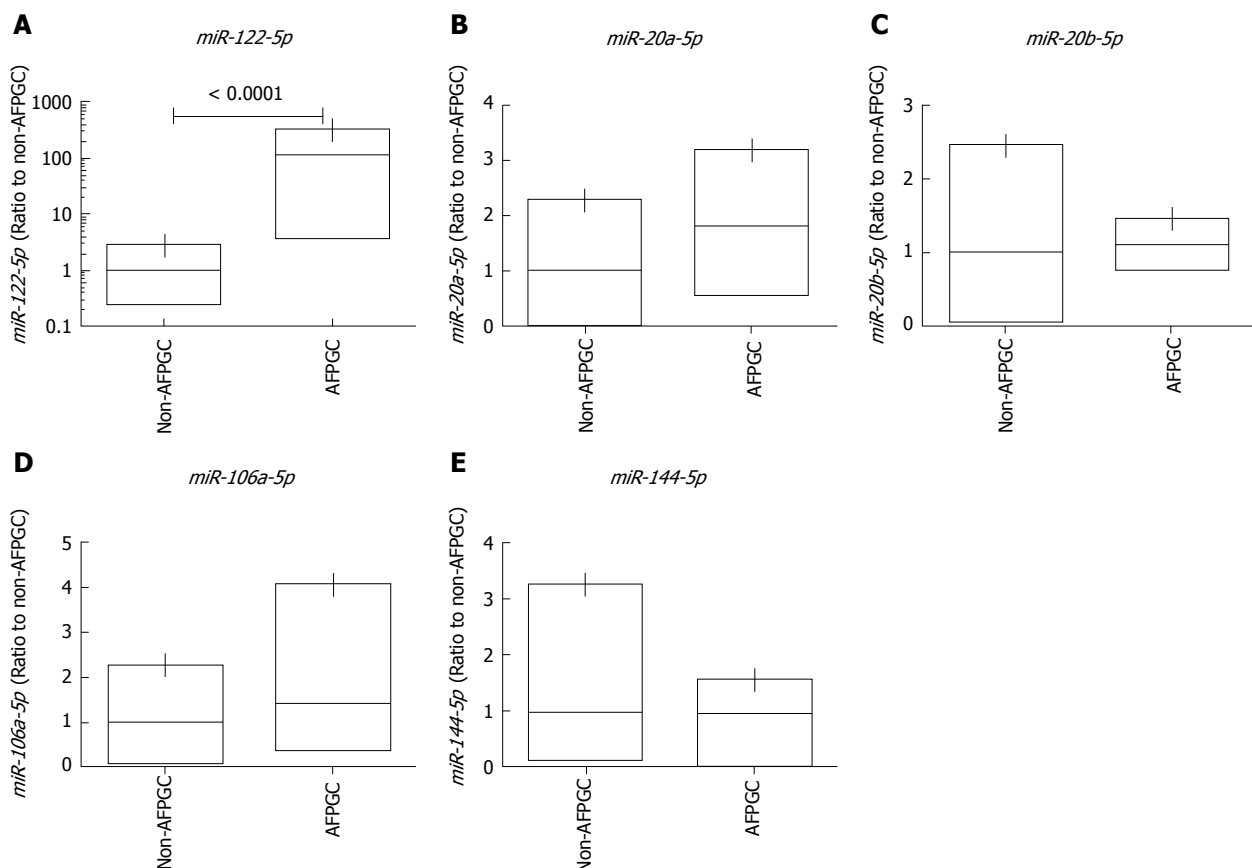 A
miR-122-5p
miR-122-5p (Ratio to non-AFPGC)
1000
100
10
1
0.1
< 0.0001
Non-AFPGC
AFPGC
B
miR-20a-5p
miR-20a-5p (Ratio to non-AFPGC)
4
3
2
1
0
Non-AFPGC
AFPGC
C
miR-20b-5p
miR-20b-5p (Ratio to non-AFPGC)
3
2
1
0
Non-AFPGC
AFPGC
D
miR-106a-5p
miR-106a-5p (Ratio to non-AFPGC)
5
4
3
2
1
0
Non-AFPGC
AFPGC
E
miR-144-5p
miR-144-5p (Ratio to non-AFPGC)
4
3
2
1
0
Non-AFPGC
AFPGC